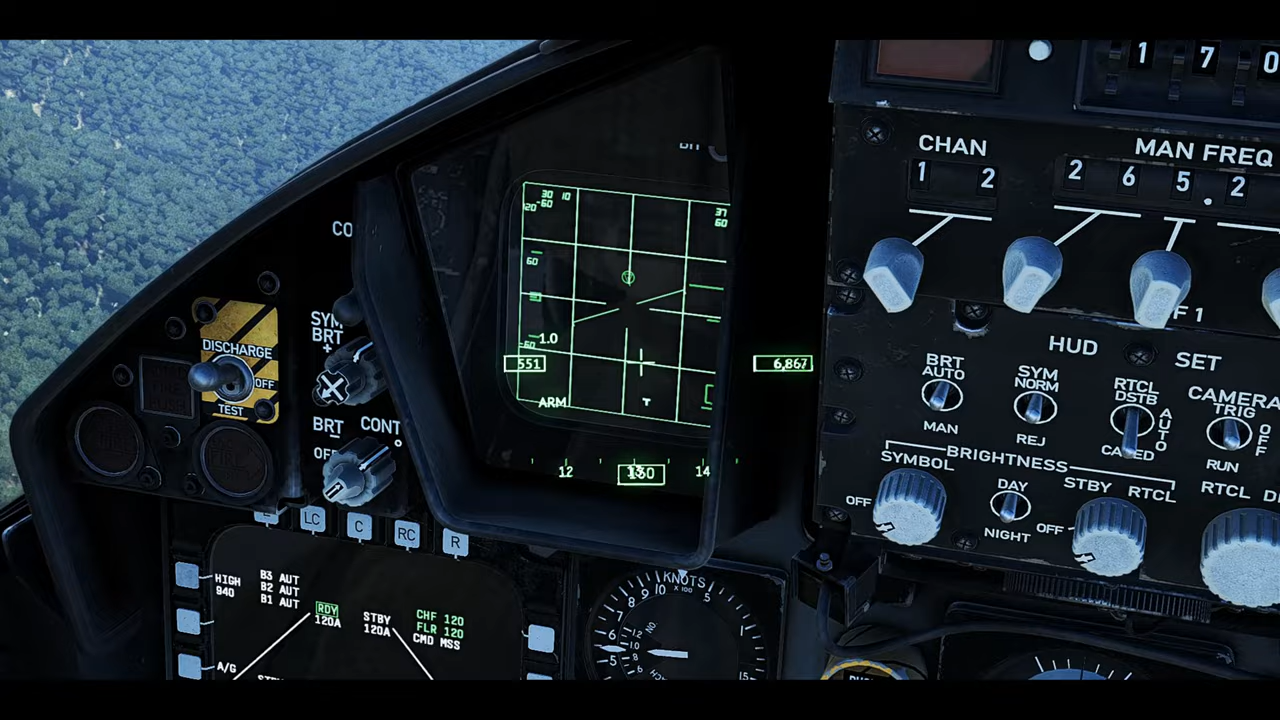 1 7 0
CHAN
MAN FREQ
1 2
2 6 5 . 2
30
-60
10
20
37
60
60
1.0
-60
551
6,867
ARM
T
12
14
CO
SYM
BRT
+
DISCHARGE
OFF
TEST
BRT
CONT
OFF
HUD
SET
BRT
AUTO
MAN
SYM
NORM
REJ
RTCL
DSTB
AUTO
CAGED
CAMERA
TRIG
OFF
RUN
SYMBOL
BRIGHTNESS
STBY
RTCL
RTCL
OFF
DAY
NIGHT
OFF
LC
C
RC
R
HIGH
940
B3 AUT
B2 AUT
B1 AUT
RDY
120A
STBY
120A
CHF 120
FLR 120
CMD MSS
A/G
KNOTS
X 100